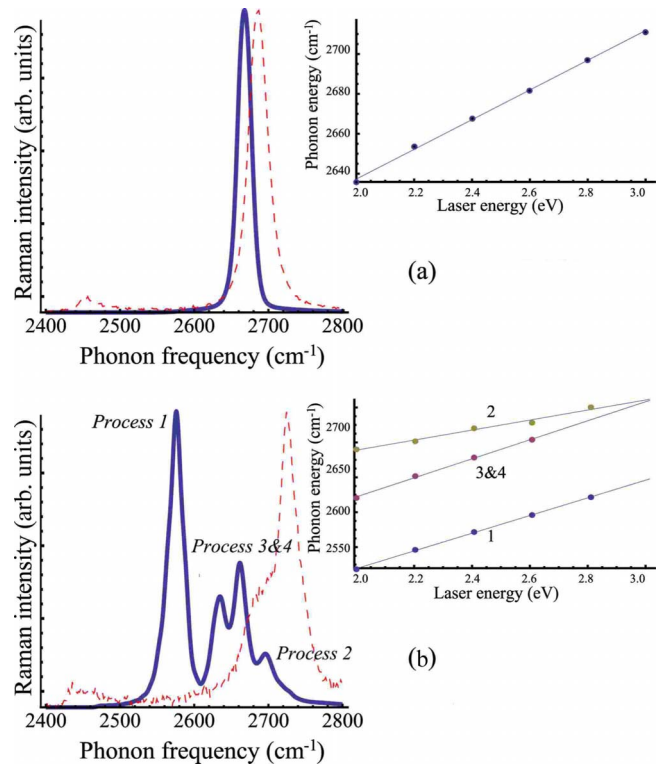 Raman intensity (arb. units)
2400
2500
2600
2700
2800
Phonon frequency (cm⁻¹)
Phonon energy (cm⁻¹)
2700
2680
2660
2640
2.0
2.2
2.4
2.6
2.8
3.0
Laser energy (eV)
(a)
Raman intensity (arb. units)
Process 1
Process 3&4
Process 2
2400
2500
2600
2700
2800
Phonon frequency (cm⁻¹)
Phonon energy (cm⁻¹)
2700
2650
2600
2550
2
3&4
1
2.0
2.2
2.4
2.6
2.8
3.0
Laser energy (eV)
(b)